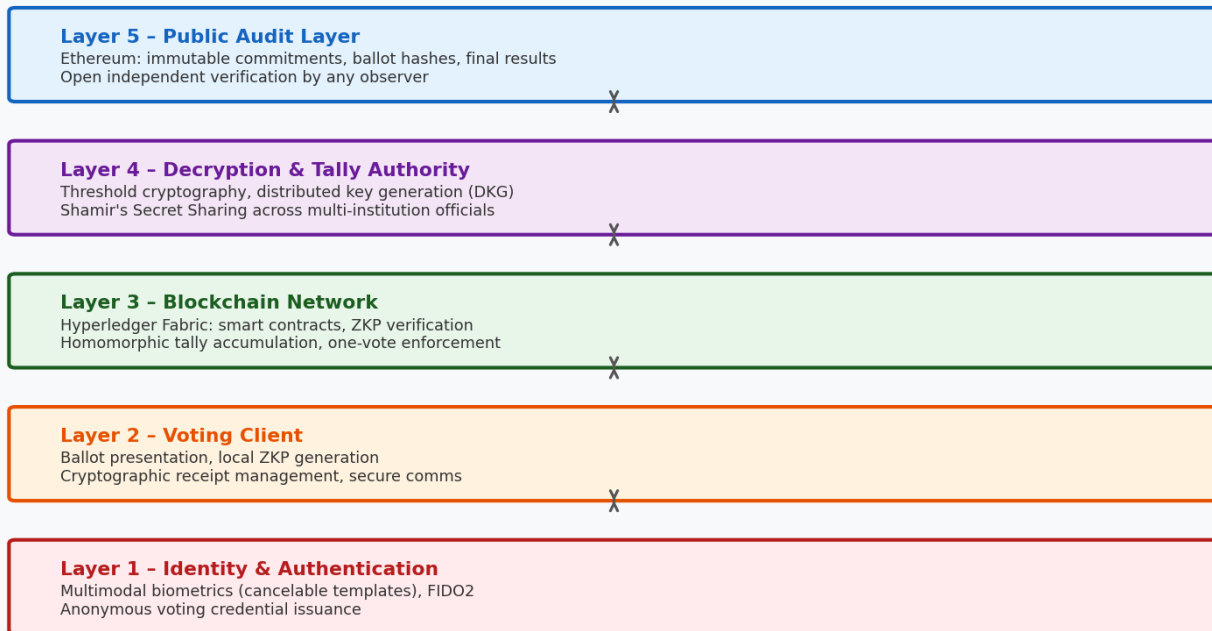 Layer 5 – Public Audit Layer
Ethereum: immutable commitments, ballot hashes, final results
Open independent verification by any observer
Layer 4 – Decryption & Tally Authority
Threshold cryptography, distributed key generation (DKG)
Shamir's Secret Sharing across multi-institution officials
Layer 3 – Blockchain Network
Hyperledger Fabric: smart contracts, ZKP verification
Homomorphic tally accumulation, one-vote enforcement
Layer 2 – Voting Client
Ballot presentation, local ZKP generation
Cryptographic receipt management, secure comms
Layer 1 – Identity & Authentication
Multimodal biometrics (cancelable templates), FIDO2
Anonymous voting credential issuance